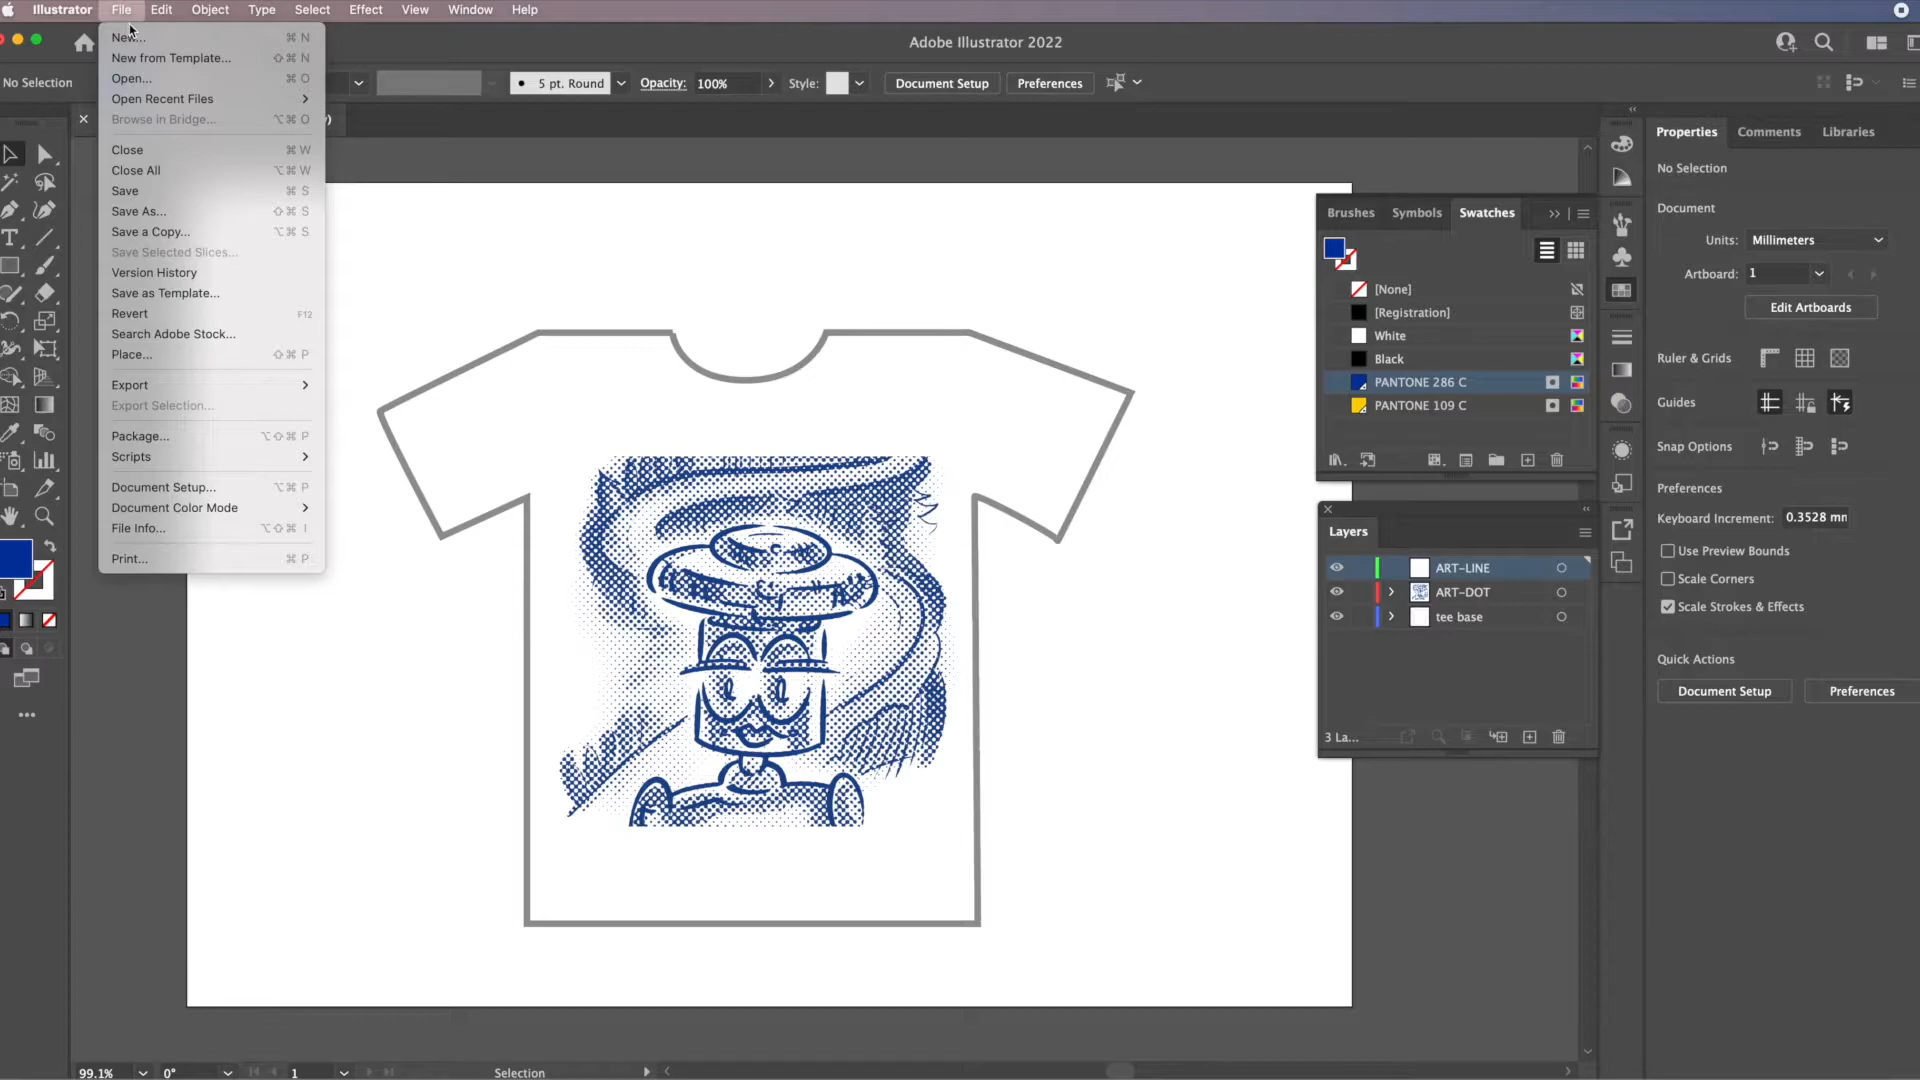 Illustrator File Edit Object Type Select Effect View Window Help
Adobe Illustrator 2022
No Selection
5 pt. Round
Opacity: 100%
Style:
Document Setup
Preferences
New... ⌘ N
New from Template... ⇧ ⌘ N
Open... ⌘ O
Open Recent Files
Browse in Bridge... ⌥ ⌘ O
Close ⌘ W
Close All ⌥ ⌘ W
Save ⌘ S
Save As... ⇧ ⌘ S
Save a Copy... ⌥ ⌘ S
Save Selected Slices...
Version History
Save as Template...
Revert F12
Search Adobe Stock...
Place... ⇧ ⌘ P
Export
Export Selection...
Package... ⌥ ⇧ ⌘ P
Scripts
Document Setup... ⌥ ⌘ P
Document Color Mode
File Info... ⌥ ⇧ ⌘ I
Print... ⌘ P
Brushes Symbols Swatches
[None]
[Registration]
White
Black
PANTONE 286 C
PANTONE 109 C
Layers
ART-LINE
ART-DOT
tee base
3 La...
Properties Comments Libraries
No Selection
Document
Units: Millimeters
Artboard: 1
Edit Artboards
Ruler & Grids
Guides
Snap Options
Preferences
Keyboard Increment: 0.3528 mm
Use Preview Bounds
Scale Corners
Scale Strokes & Effects
Quick Actions
Document Setup
Preferences
99.1% 0° 1 Selection